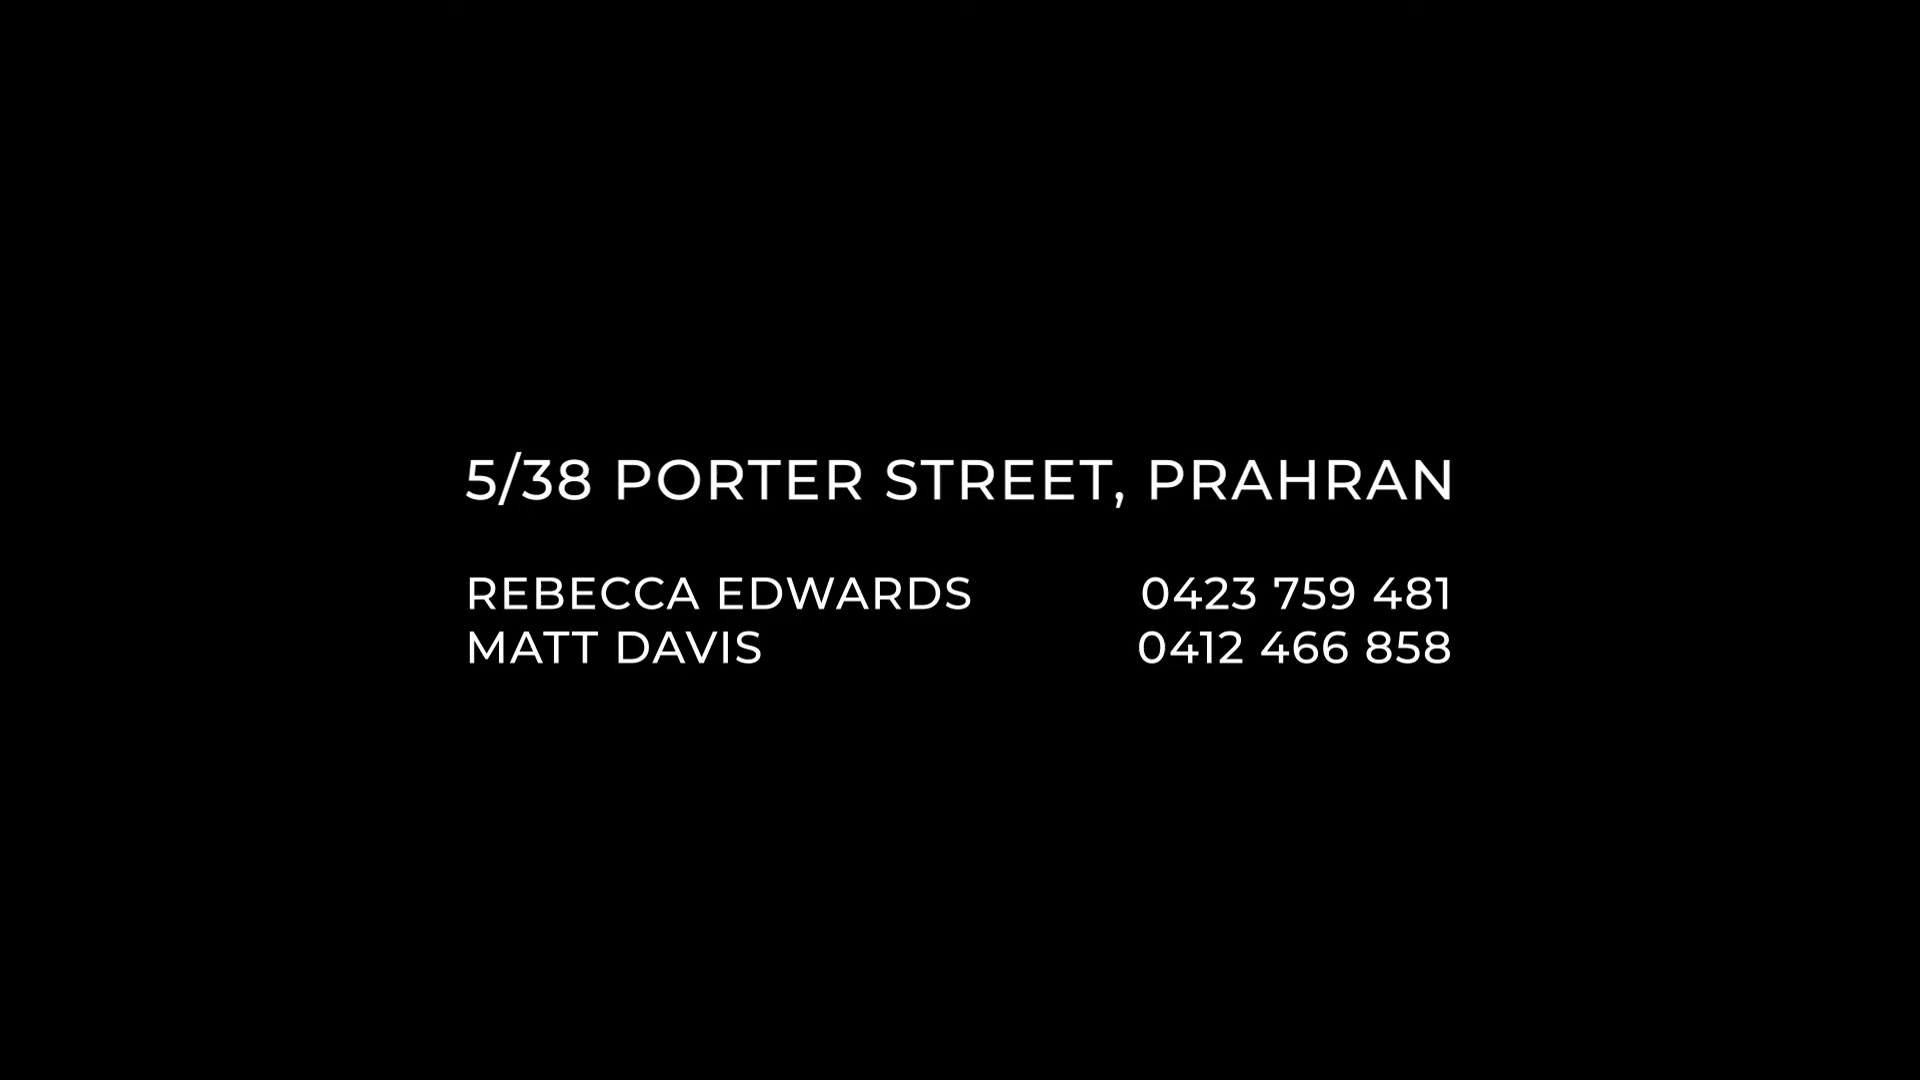 5/38 PORTER STREET, PRAHRAN
REBECCA EDWARDS 0423 759 481
MATT DAVIS 0412 466 858